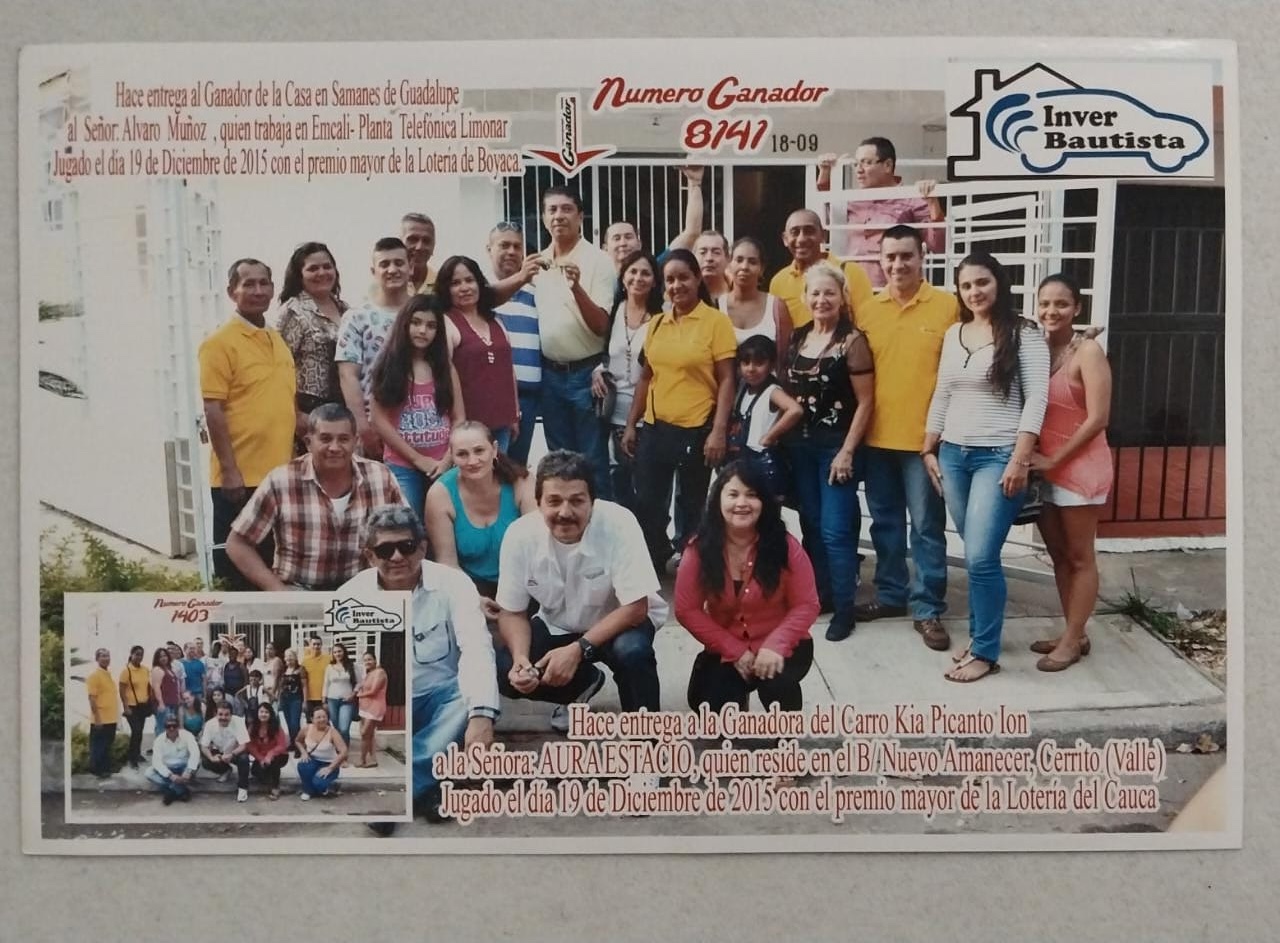 Hace entrega al Ganador de la Casa en Samanes de Guadalupe
al Señor: Alvaro Muñoz , quien trabaja en Emcali- Planta Telefónica Limonar
Jugado el día 19 de Diciembre de 2015 con el premio mayor de la Lotería de Boyaca.
Ganador
Numero Ganador
8141
18-09
Inver
Bautista
Numero Ganador
1403
Inver
Bautista
Hace entrega a la Ganadora del Carro Kia Picanto Ion
a la Señora: AURA ESTACIO, quien reside en el B/ Nuevo Amanecer, Cerrito (Valle)
Jugado el día 19 de Diciembre de 2015 con el premio mayor de la Lotería del Cauca